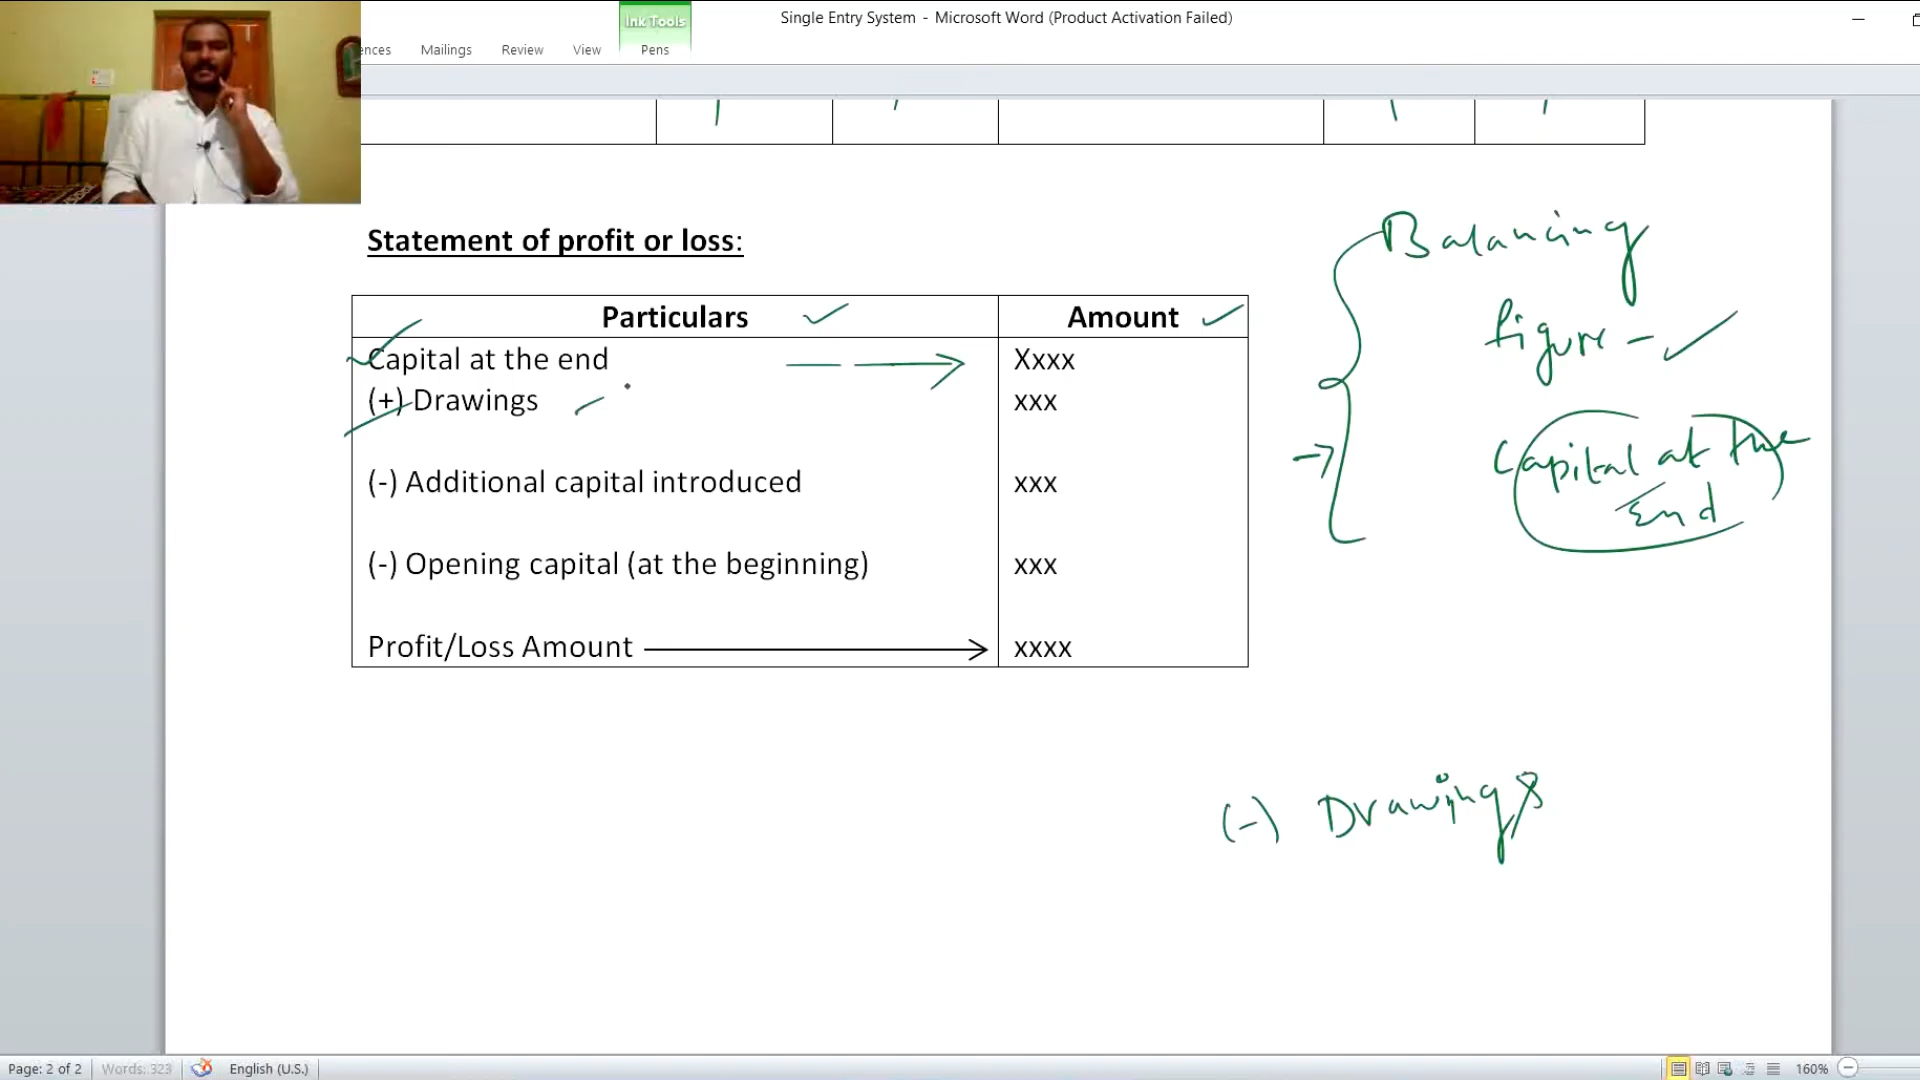 Ink Tools
Single Entry System - Microsoft Word (Product Activation Failed)
Mailings Review View Pens
Statement of profit or loss:
Particulars Amount
Capital at the end Xxxx
(+) Drawings xxx
(-) Additional capital introduced xxx
(-) Opening capital (at the beginning) xxx
Profit/Loss Amount xxxx
Balancing
figure -
Capital at the
End
(-) Drawings
Page: 2 of 2 Words: 323 English (U.S.) 160%